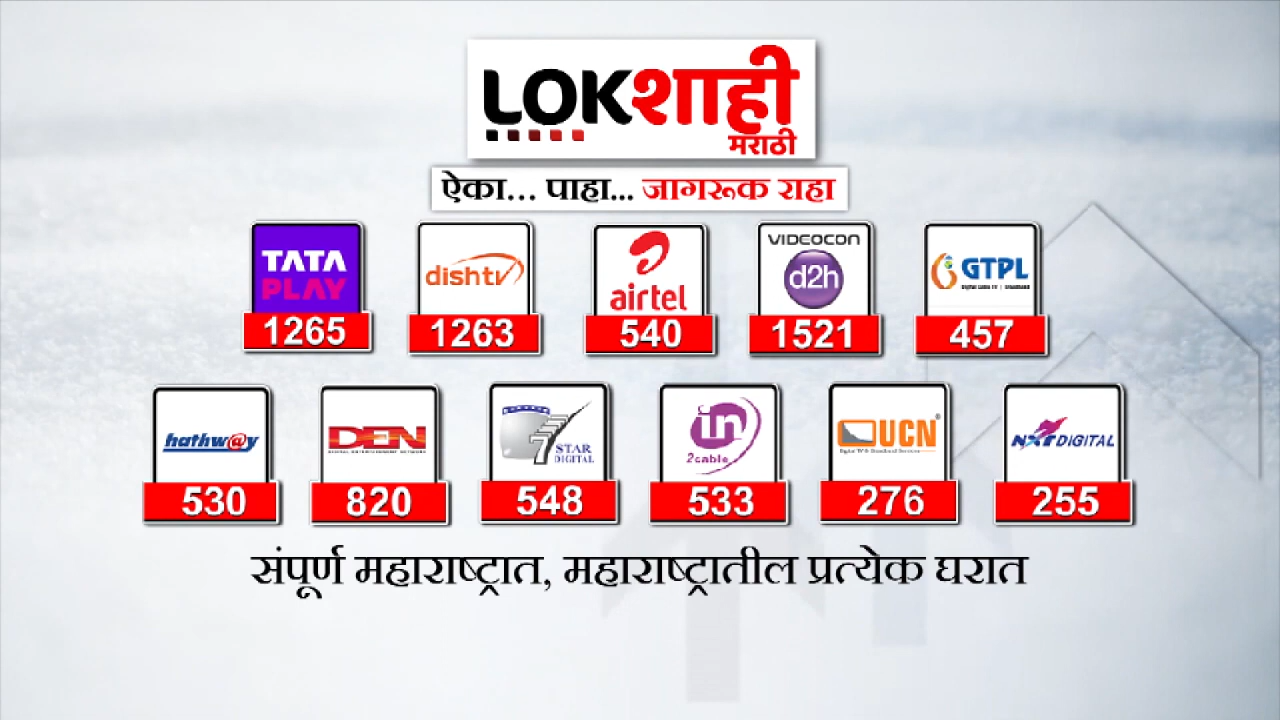 LOKशाही
मराठी
ऐका... पाहा... जागरूक राहा
TATA PLAY
dishtv
airtel
VIDEOCON d2h
GTPL
1265
1263
540
1521
457
hathw@y
DEN
7 STAR DIGITAL
in 2cable
UCN
NXT DIGITAL
530
820
548
533
276
255
संपूर्ण महाराष्ट्रात, महाराष्ट्रातील प्रत्येक घरात